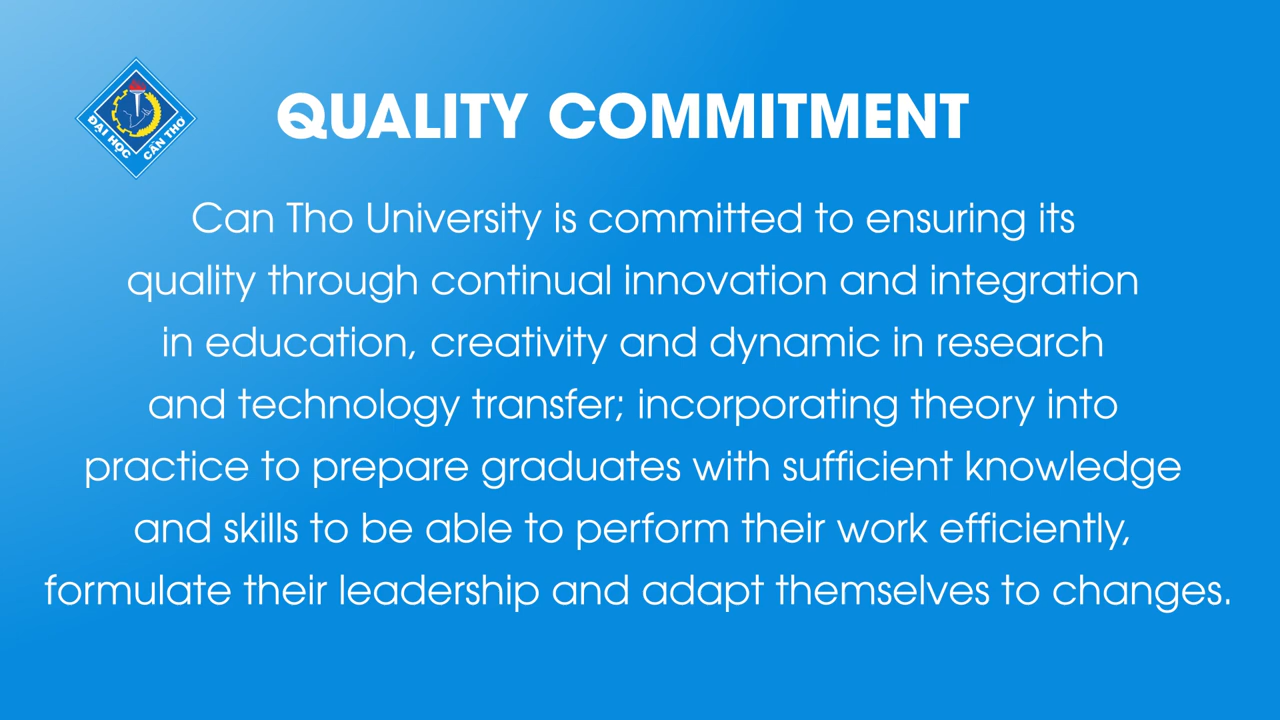 ĐẠI HỌC CẦN THƠ
QUALITY COMMITMENT
Can Tho University is committed to ensuring its
quality through continual innovation and integration
in education, creativity and dynamic in research
and technology transfer; incorporating theory into
practice to prepare graduates with sufficient knowledge
and skills to be able to perform their work efficiently,
formulate their leadership and adapt themselves to changes.